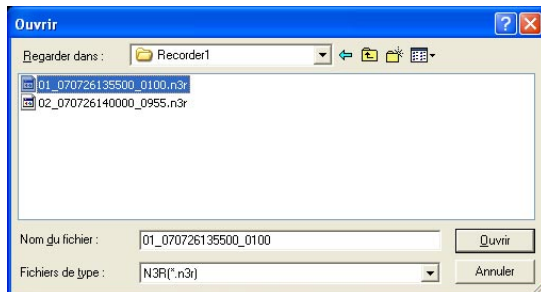 Ouvrir
Regarder dans :
Recorder1
01_070726135500_0100.n3r
02_070726140000_0955.n3r
Nom du fichier :
01_070726135500_0100
Ouvrir
Fichiers de type :
N3R(*.n3r)
Annuler